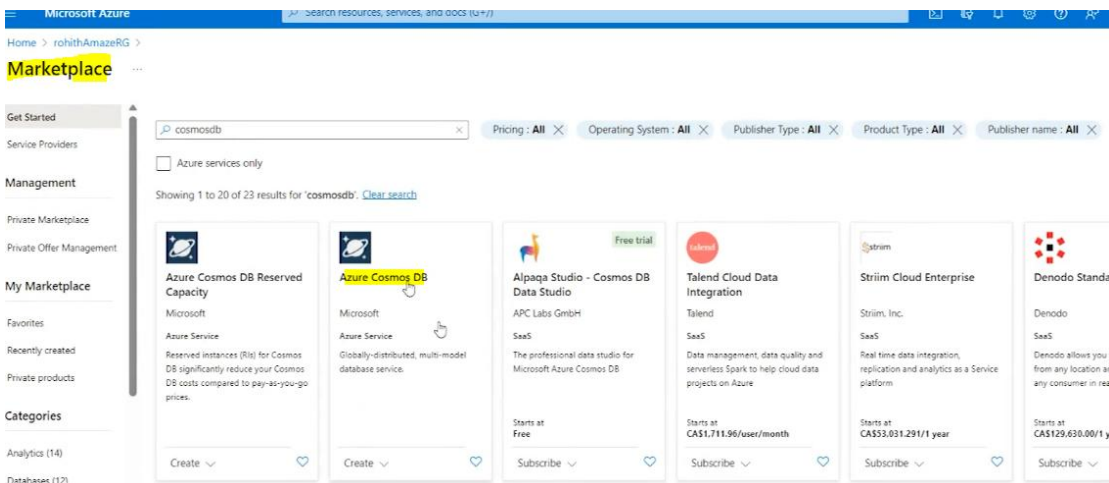 Microsoft Azure
Search resources, services, and docs (G+/)
Home > rohithAmazeRG >
Marketplace ...
Get Started
Service Providers
Management
Private Marketplace
Private Offer Management
My Marketplace
Favorites
Recently created
Private products
Categories
Analytics (14)
Databases (12)
cosmosdb
Pricing : All
Operating System : All
Publisher Type : All
Product Type : All
Publisher name : All
Azure services only
Showing 1 to 20 of 23 results for 'cosmosdb'. Clear search
Azure Cosmos DB Reserved
Capacity
Microsoft
Azure Service
Reserved instances (RIs) for Cosmos
DB significantly reduce your Cosmos
DB costs compared to pay-as-you-go
prices.
Create
Azure Cosmos DB
Microsoft
Azure Service
Globally-distributed, multi-model
database service.
Create
Free trial
Alpaqa Studio - Cosmos DB
Data Studio
APC Labs GmbH
SaaS
The professional data studio for
Microsoft Azure Cosmos DB
Starts at
Free
Subscribe
talend
Talend Cloud Data
Integration
Talend
SaaS
Data management, data quality and
serverless Spark to help cloud data
projects on Azure
Starts at
CA$1,711.96/user/month
Subscribe
striim
Striim Cloud Enterprise
Striim, Inc.
SaaS
Real time data integration,
replication and analytics as a Service
platform
Starts at
CA$53,031.291/1 year
Subscribe
Denodo Standa
Denodo
SaaS
Denodo allows you
from any location a
any consumer in rea
Starts at
CA$129,630.00/1 y
Subscribe